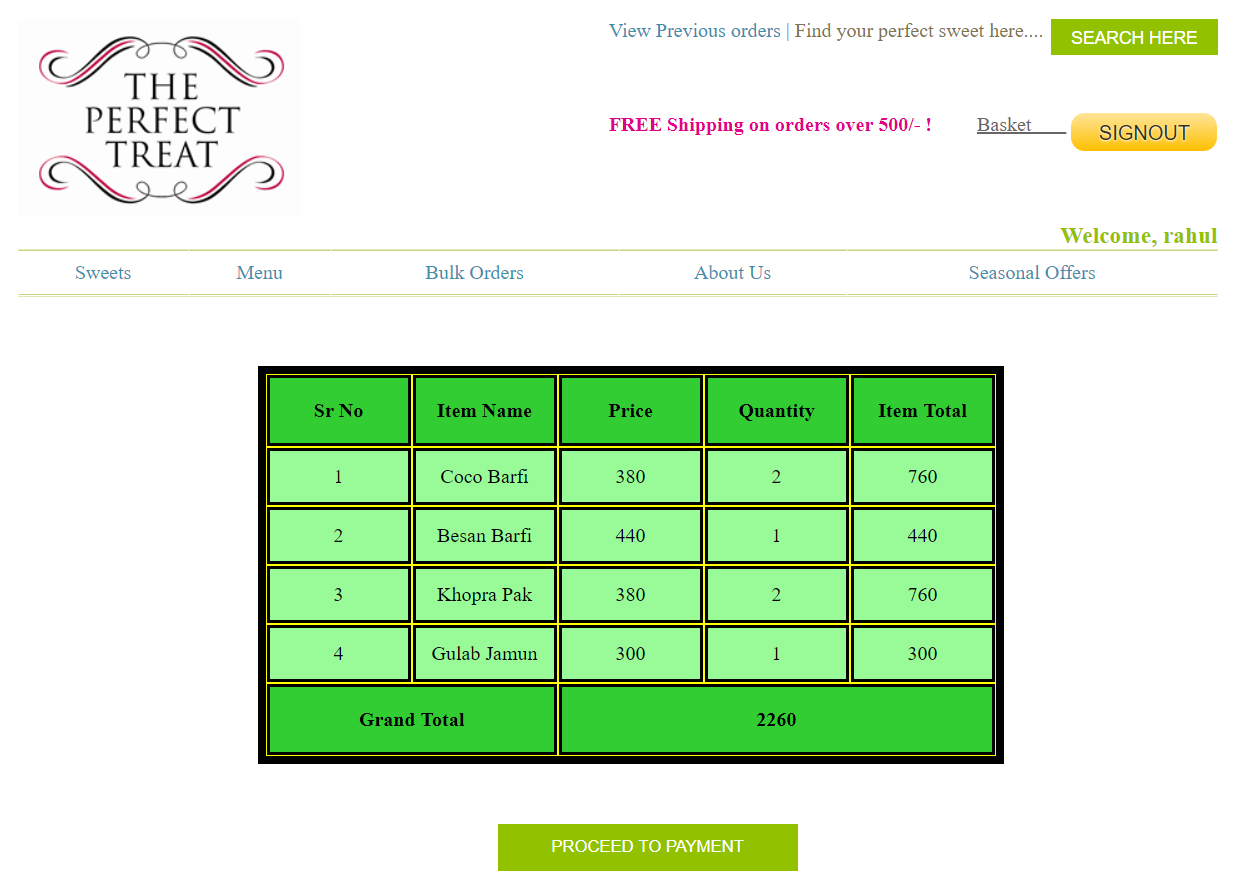 THE
PERFECT
TREAT
View Previous orders | Find your perfect sweet here.... SEARCH HERE
FREE Shipping on orders over 500/- ! Basket SIGNOUT
Welcome, rahul
Sweets Menu Bulk Orders About Us Seasonal Offers
Sr No Item Name Price Quantity Item Total
1 Coco Barfi 380 2 760
2 Besan Barfi 440 1 440
3 Khopra Pak 380 2 760
4 Gulab Jamun 300 1 300
Grand Total 2260
PROCEED TO PAYMENT